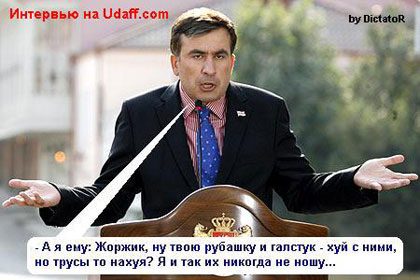 Интервью на Udaff.com
by DictatoR
- А я ему: Жоржик, ну твою рубашку и галстук - хуй с ними,
но трусы то нахуя? Я и так их никогда не ношу...